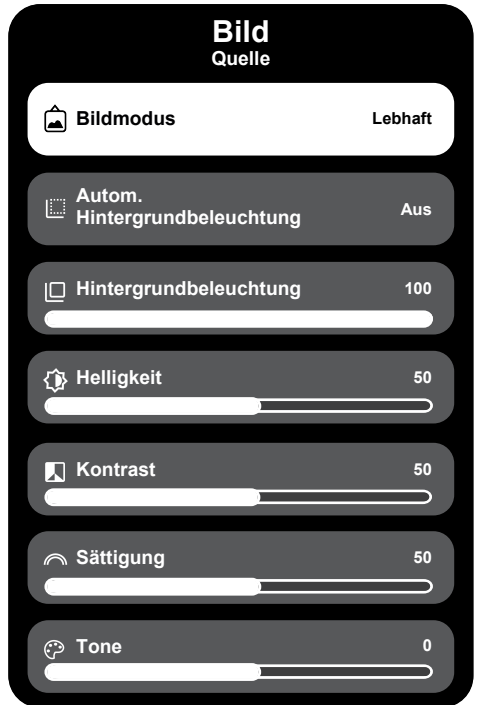 Bild
Quelle
Bildmodus Lebhaft
Autom.
Hintergrundbeleuchtung Aus
Hintergrundbeleuchtung 100
Helligkeit 50
Kontrast 50
Sättigung 50
Tone 0